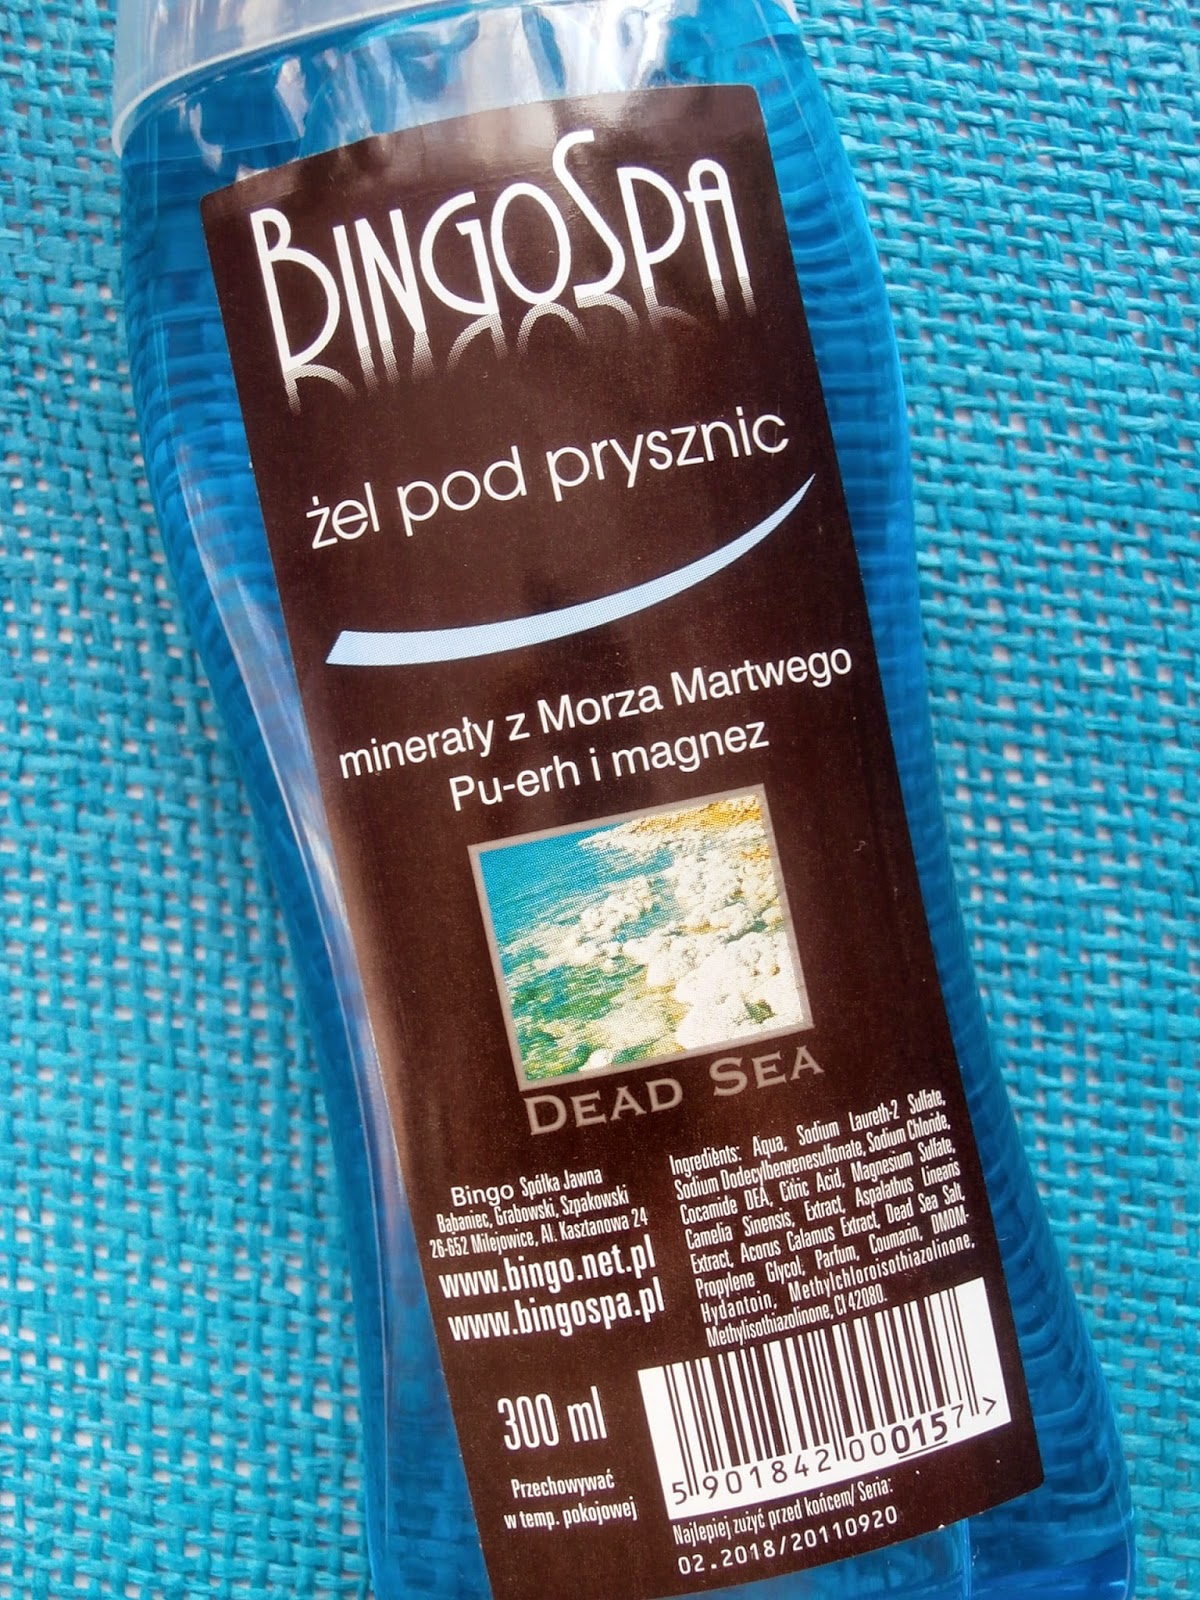 BINGOSPA
żel pod prysznic
minerały z Morza Martwego
Pu-erh i magnez
DEAD SEA
Bingo Spółka Jawna
Babaniec, Grabowski, Szpakowski
26-652 Milejowice, Al. Kasztanowa 24
www.bingo.net.pl
www.bingospa.pl
300 ml
Przechowywać
w temp. pokojowej
Ingredients: Aqua, Sodium Laureth-2 Sulfate,
Sodium Dodecylbenzenesulfonate, Sodium Chloride,
Cocamide DEA, Citric Acid, Magnesium Sulfate,
Camelia Sinensis, Extract, Aspalathus Linearis
Extract, Acorus Calamus Extract, Dead Sea Salt,
Propylene Glycol, Parfum, Coumarin, DMDM-
Hydantoin, Methylchloroisothiazolinone,
Methylisothiazolinone, CI 42080.
5 901842 000157 >
Najlepiej zużyć przed końcem/ Seria:
02.2018/20110920